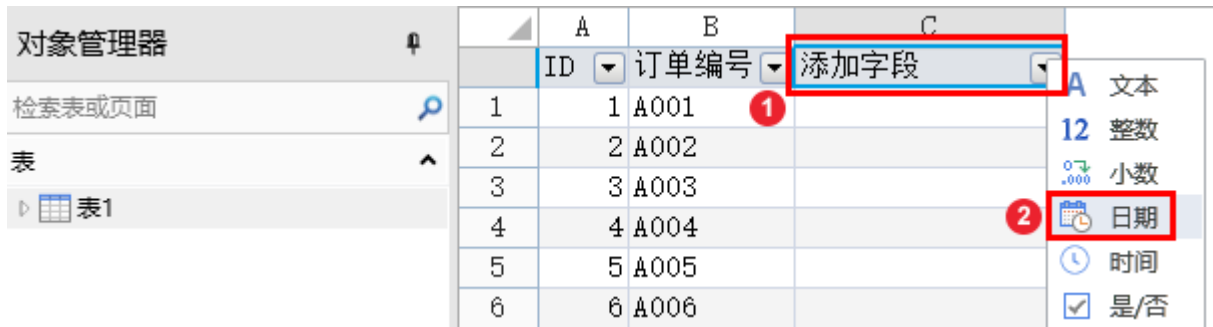 对象管理器
检索表或页面
表
表1
A B C
ID 订单编号 添加字段
1 1 A001
2 2 A002
3 3 A003
4 4 A004
5 5 A005
6 6 A006
1
2
A 文本
12 整数
0 .000 小数
日期
时间
是/否